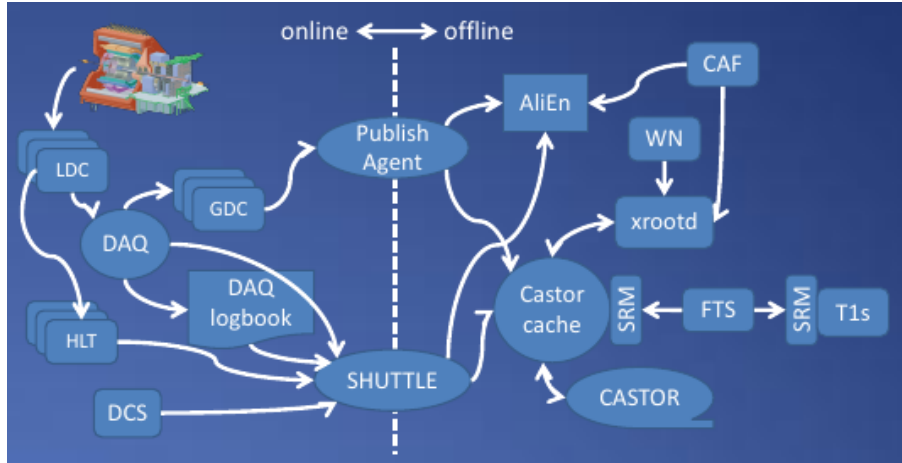 online
offline
CAF
AliEn
Publish
Agent
WN
LDC
GDC
xrootd
DAQ
DAQ
logbook
Castor
cache
SRM
FTS
SRM
T1s
HLT
SHUTTLE
CASTOR
DCS